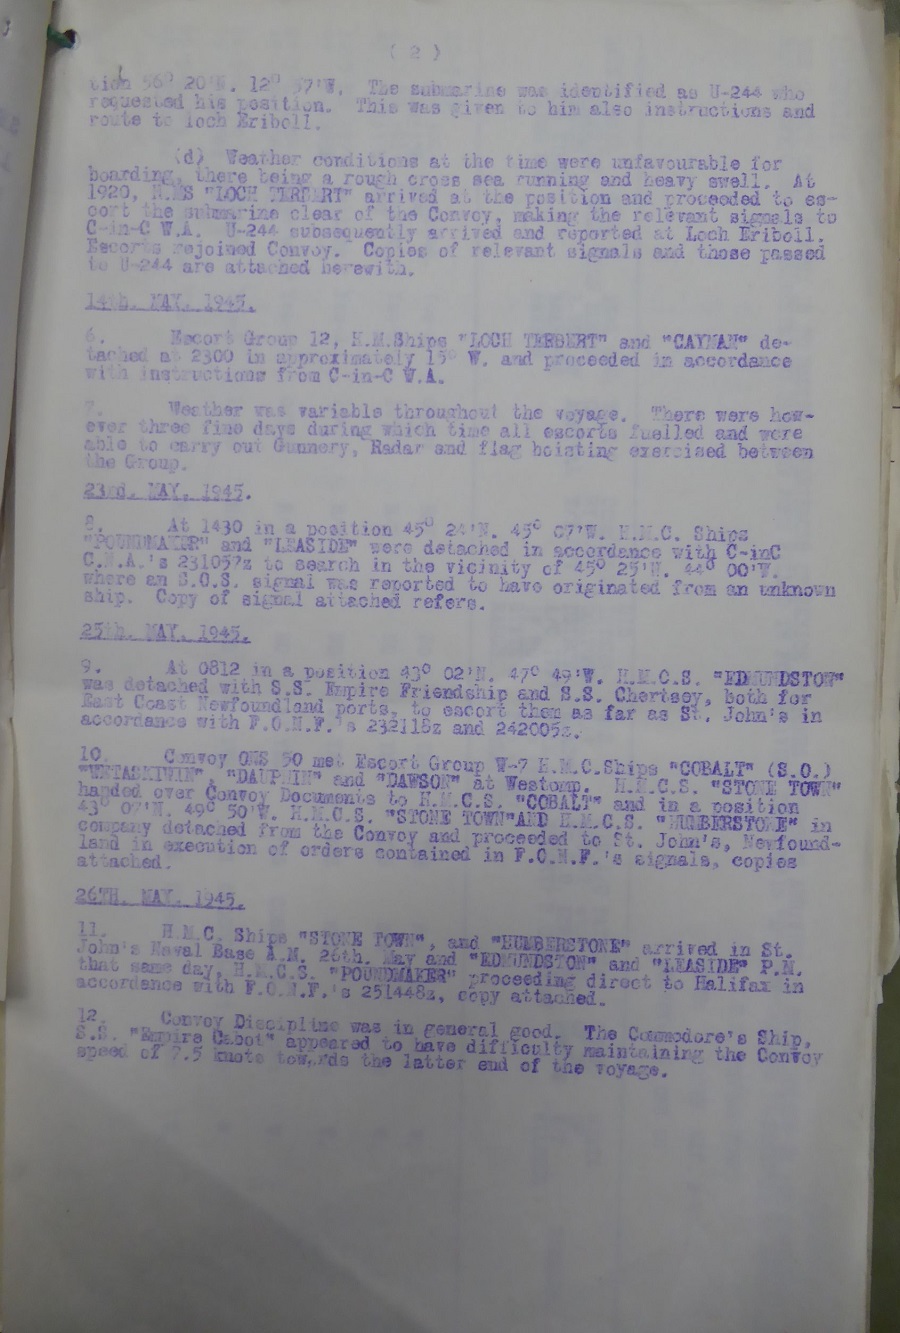 ( 2 )
tion 56° 20'N. 12° 57'W. The submarine was identified as U-244 who
requested his position. This was given to him also instructions and
route to Loch Eriboll.
(d) Weather conditions at the time were unfavourable for
boarding, there being a rough cross sea running and heavy swell. At
1920, H.MS "LOCH TERBERT" arrived at the position and proceeded to es-
cort the submarine clear of the Convoy, making the relevant signals to
C-in-C W.A. U-244 subsequently arrived and reported at Loch Eriboll.
Escorts rejoined Convoy. Copies of relevant signals and those passed
to U-244 are attached herewith.
14th. MAY. 1945.
6. Escort Group 12, H.M.Ships "LOCH TERBERT" and "CAYMAN" de-
tached at 2300 in approximately 15° W. and proceeded in accordance
with instructions from C-in-C W.A.
7. Weather was variable throughout the voyage. There were how-
ever three fine days during which time all escorts fuelled and were
able to carry out Gunnery, Radar and flag hoisting exercised between
the Group.
23rd. MAY. 1945.
8. At 1430 in a position 45° 24'N. 45° 07'W. H.M.C. Ships
"POUNDMAKER" and "LEASIDE" were detached in accordance with C-inC
C.N.A.'s 231057z to search in the vicinity of 45° 25'N. 44° 00'W.
where an S.O.S. signal was reported to have originated from an unknown
ship. Copy of signal attached refers.
25th. MAY. 1945.
9. At 0812 in a position 43° 02'N. 47° 49'W. H.M.C.S. "EDMUNDSTON"
was detached with S.S. Empire Friendship and S.S. Chertsey, both for
East Coast Newfoundland ports, to escort them as far as St. John's in
accordance with F.O.N.F.'s 232118z and 242005z.
10. Convoy ONS 50 met Escort Group W-7 H.M.C.Ships "COBALT" (S.O.)
"WETASKIWIN", "DAUPHIN" and "DAWSON" at Westomp. H.M.C.S. "STONE TOWN"
handed over Convoy Documents to H.M.C.S. "COBALT" and in a position
43° 07'N. 49° 50'W. H.M.C.S. "STONE TOWN"AND H.M.C.S. "HUMBERSTONE" in
company detached from the Convoy and proceeded to St. John's, Newfound-
land in execution of orders contained in F.O.N.F.'s signals, copies
attached.
26TH. MAY. 1945.
11. H.M.C. Ships "STONE TOWN", and "HUMBERSTONE" arrived in St.
John's Naval Base A.M. 26th. May and "EDMUNDSTON" and "LEASIDE" P.M.
that same day, H.M.C.S. "POUNDMAKER" proceeding direct to Halifax in
accordance with F.O.N.F.'s 251448z, copy attached.
12. Convoy Discipline was in general good. The Commodore's Ship,
S.S. "Empire Cabot" appeared to have difficulty maintaining the Convoy
speed of 7.5 knots towards the latter end of the voyage.